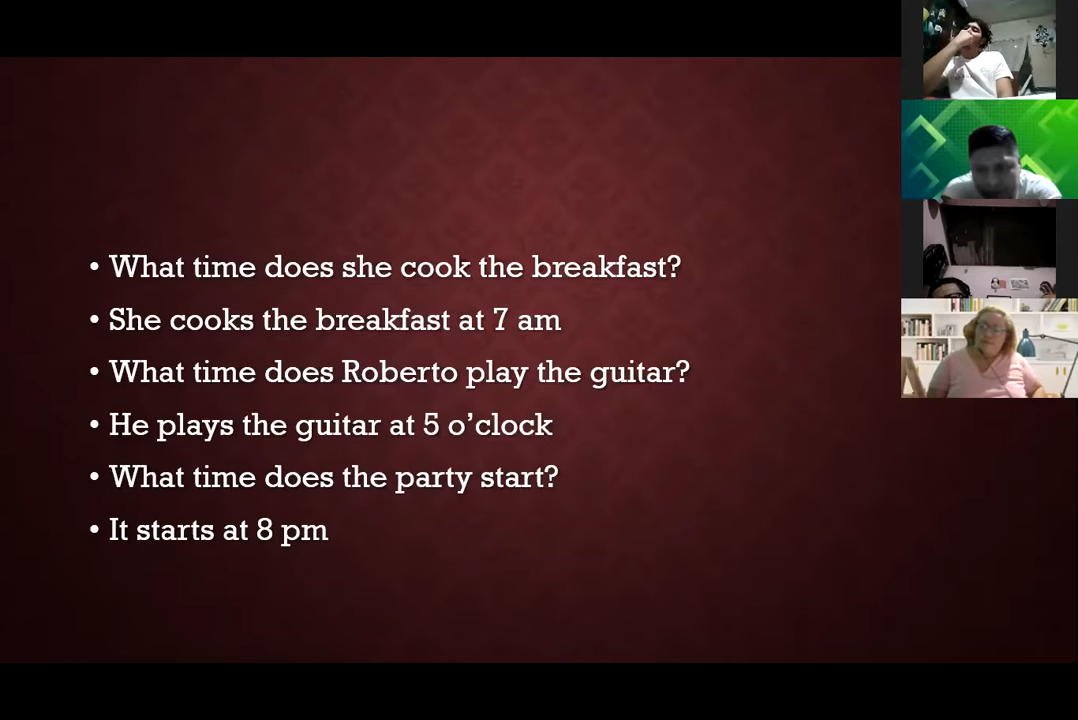 • What time does she cook the breakfast?
• She cooks the breakfast at 7 am
• What time does Roberto play the guitar?
• He plays the guitar at 5 o’clock
• What time does the party start?
• It starts at 8 pm